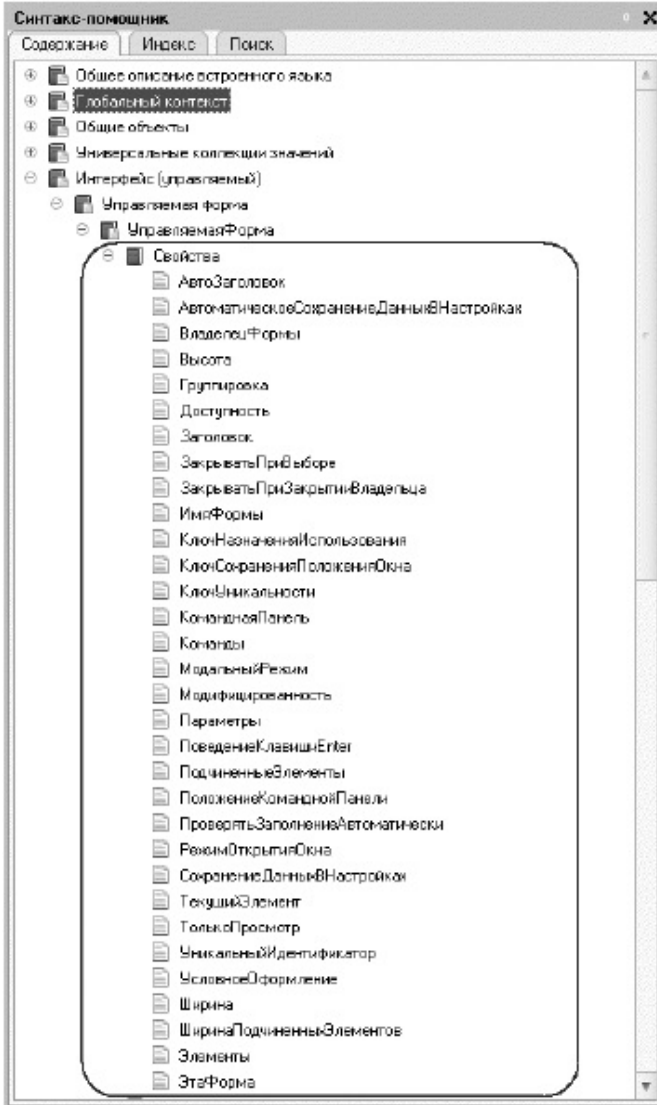 Синтакс-помощник
Содержание Индекс Поиск
Общее описание встроенного языка
Глобальный контекст
Общие объекты
Универсальные коллекции значений
Интерфейс (управляемый)
Управляемая форма
УправляемаяФорма
Свойства
АвтоЗаголовок
АвтоматическоеСохранениеДанныхВНастройках
ВладелецФормы
Высота
Группировка
Доступность
Заголовок
ЗакрыватьПриВыборе
ЗакрыватьПриЗакрытииВладельца
ИмяФормы
КлючНазначенияИспользования
КлючСохраненияПоложенияОкна
КлючУникальности
КоманднаяПанель
Команды
МодальныйРежим
Модифицированность
Параметры
ПоведениеКлавишиEnter
ПодчиненныеЭлементы
ПоложениеКоманднойПанели
ПроверятьЗаполнениеАвтоматически
РежимОткрытияОкна
СохранениеДанныхВНастройках
ТекущийЭлемент
ТолькоПросмотр
УникальныйИдентификатор
УсловноеОформление
Ширина
ШиринаПодчиненныхЭлементов
Элементы
ЭтаФорма